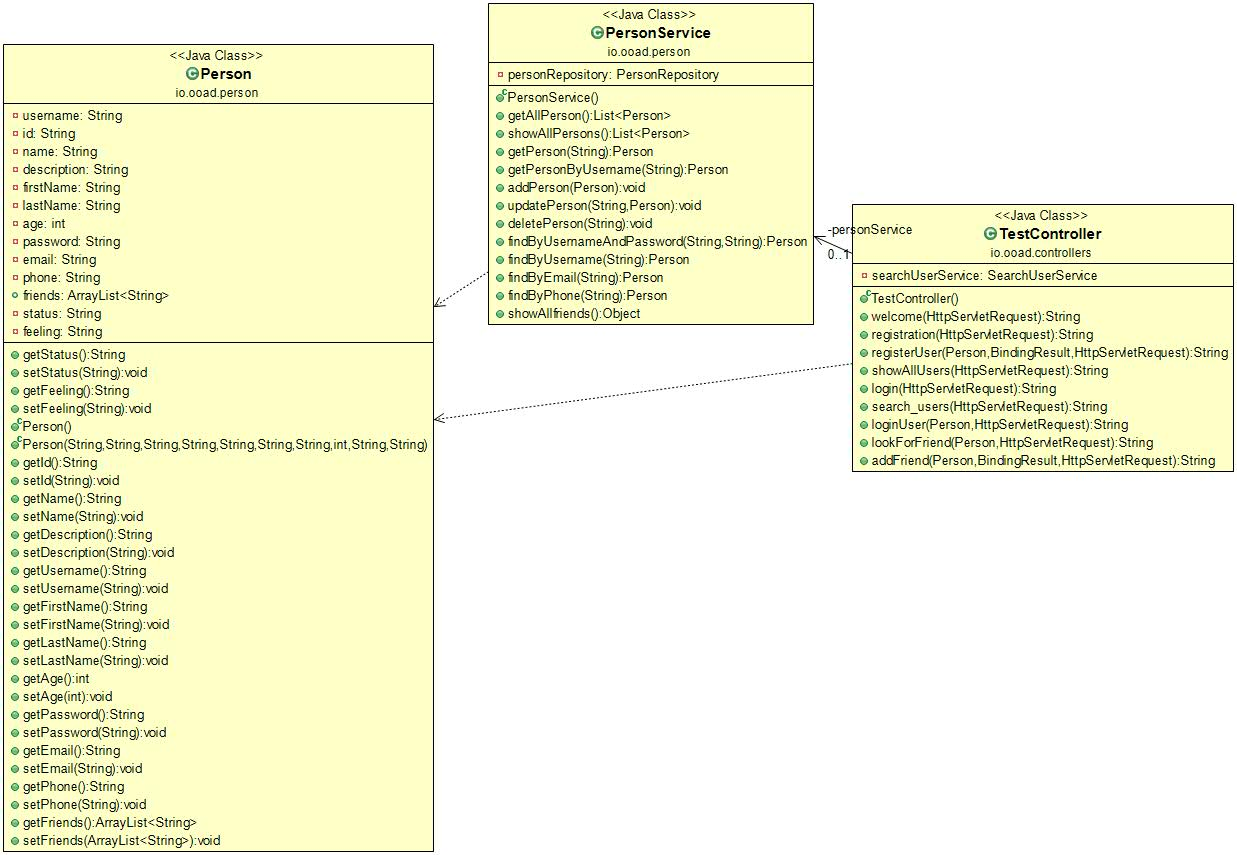 <<Java Class>>
Person
io.ooad.person
username: String
id: String
name: String
description: String
firstName: String
lastName: String
age: int
password: String
email: String
phone: String
friends: ArrayList<String>
status: String
feeling: String
getStatus():String
setStatus(String):void
getFeeling():String
setFeeling(String):void
Person()
Person(String,String,String,String,String,String,String,int,String,String)
getId():String
setId(String):void
getName():String
setName(String):void
getDescription():String
setDescription(String):void
getUsername():String
setUsername(String):void
getFirstName():String
setFirstName(String):void
getLastName():String
setLastName(String):void
getAge():int
setAge(int):void
getPassword():String
setPassword(String):void
getEmail():String
setEmail(String):void
getPhone():String
setPhone(String):void
getFriends():ArrayList<String>
setFriends(ArrayList<String>):void
<<Java Class>>
PersonService
io.ooad.person
personRepository: PersonRepository
PersonService()
getAllPerson():List<Person>
showAllPersons():List<Person>
getPerson(String):Person
getPersonByUsername(String):Person
addPerson(Person):void
updatePerson(String,Person):void
deletePerson(String):void
findByUsernameAndPassword(String,String):Person
findByUsername(String):Person
findByEmail(String):Person
findByPhone(String):Person
showAllfriends():Object
-personService
0..1
<<Java Class>>
TestController
io.ooad.controllers
searchUserService: SearchUserService
TestController()
welcome(HttpServletRequest):String
registration(HttpServletRequest):String
registerUser(Person,BindingResult,HttpServletRequest):String
showAllUsers(HttpServletRequest):String
login(HttpServletRequest):String
search_users(HttpServletRequest):String
loginUser(Person,HttpServletRequest):String
lookForFriend(Person,HttpServletRequest):String
addFriend(Person,BindingResult,HttpServletRequest):String